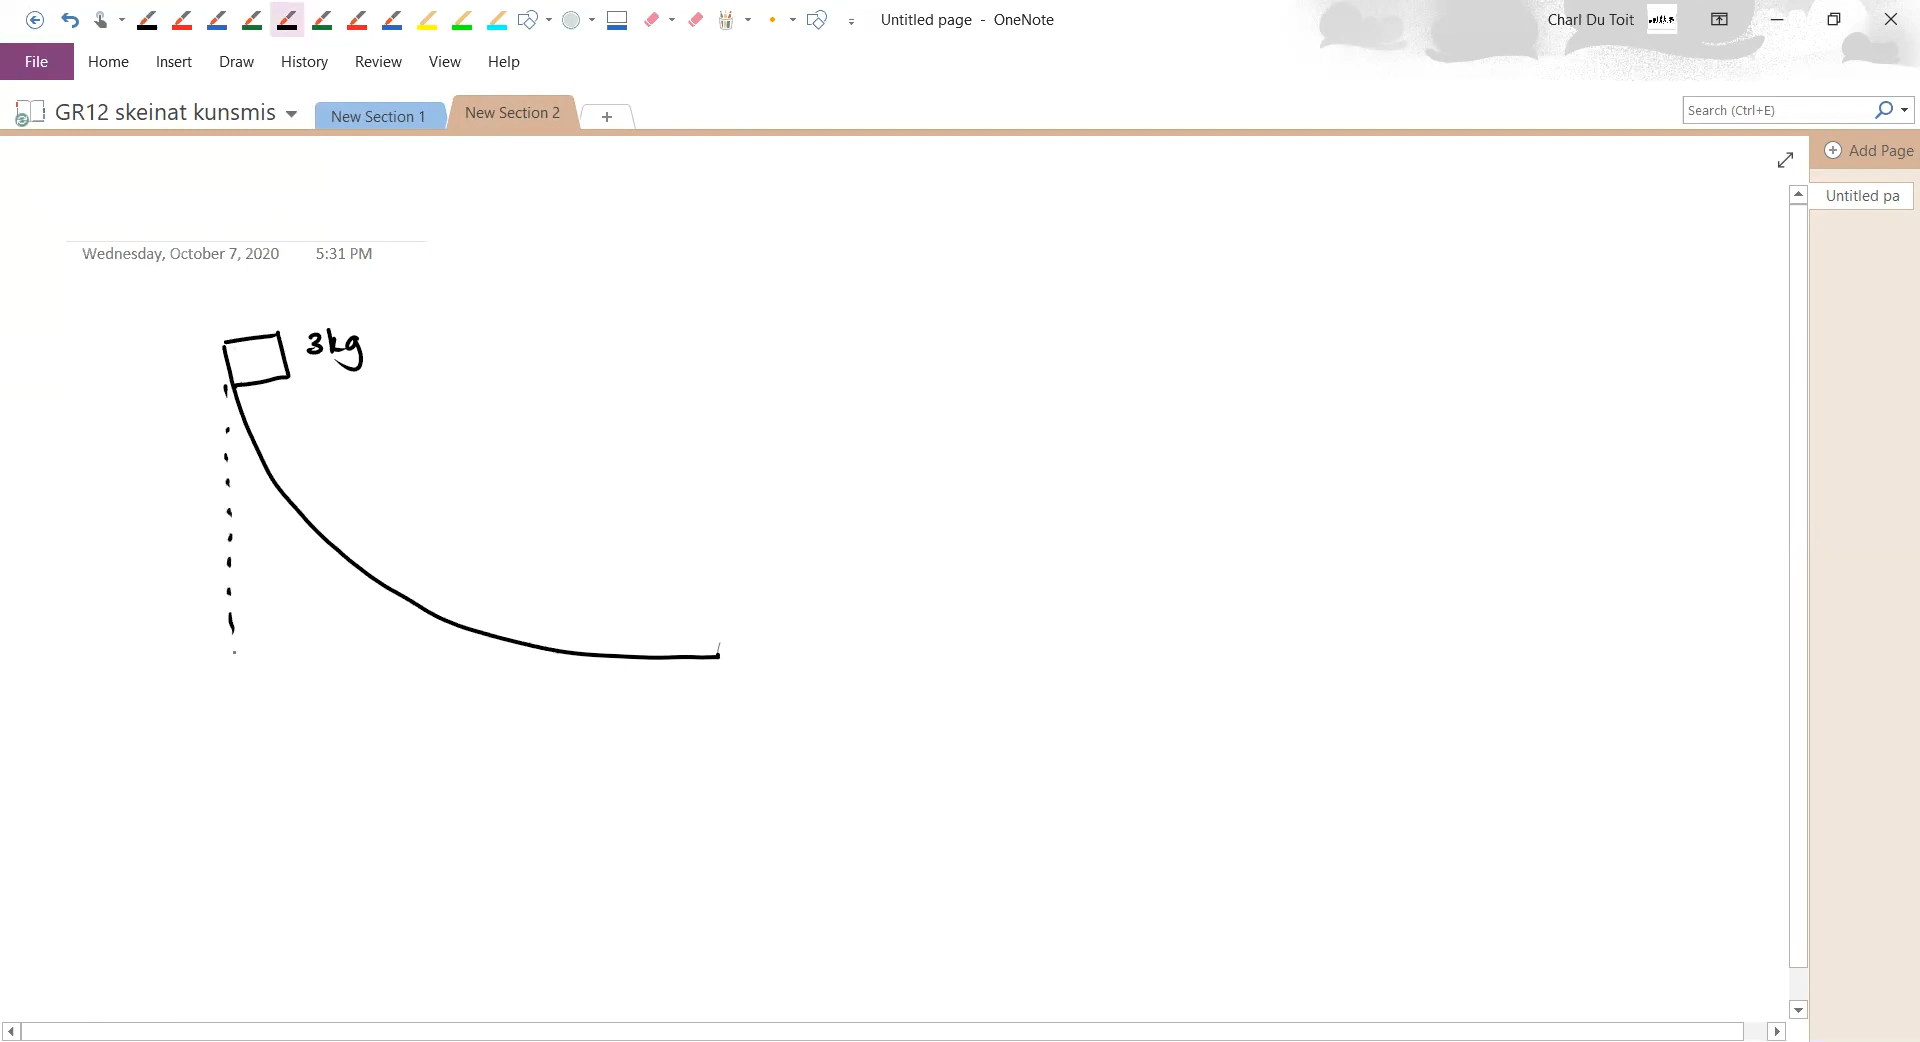 Untitled page - OneNote
Charl Du Toit
File Home Insert Draw History Review View Help
GR12 skeinat kunsmis New Section 1 New Section 2 +
Search (Ctrl+E)
Add Page
Untitled pa
Wednesday, October 7, 2020 5:31 PM
3kg